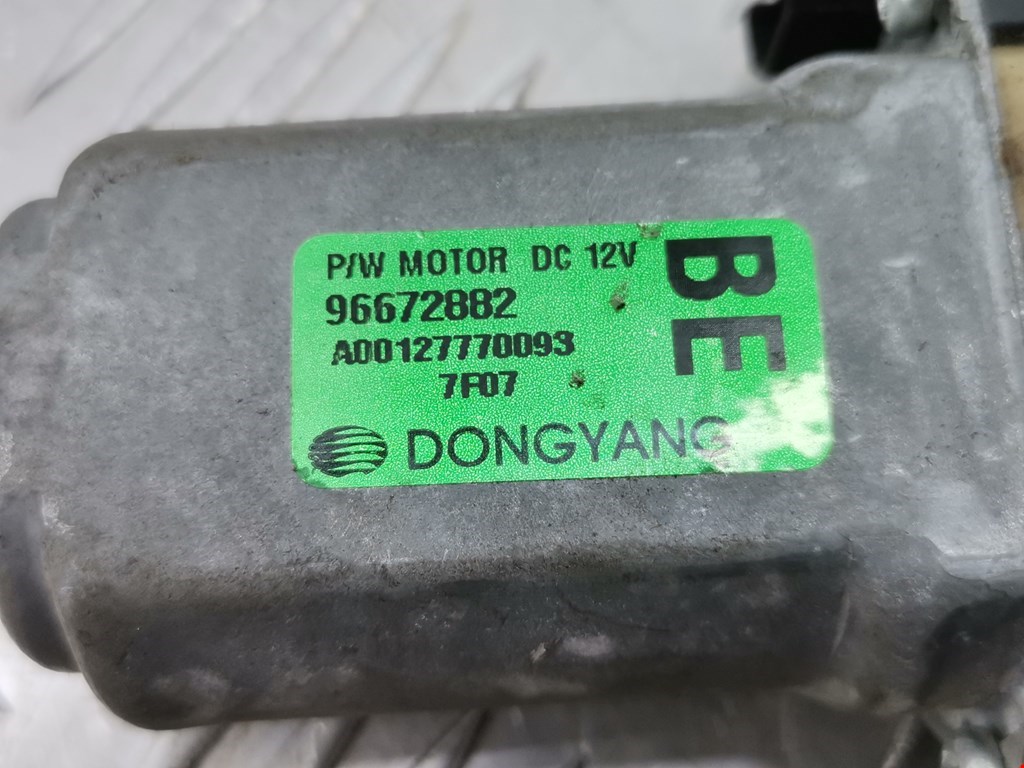 P/W MOTOR DC 12V
96672882
A00127770093
7F07
DONGYANG
BE